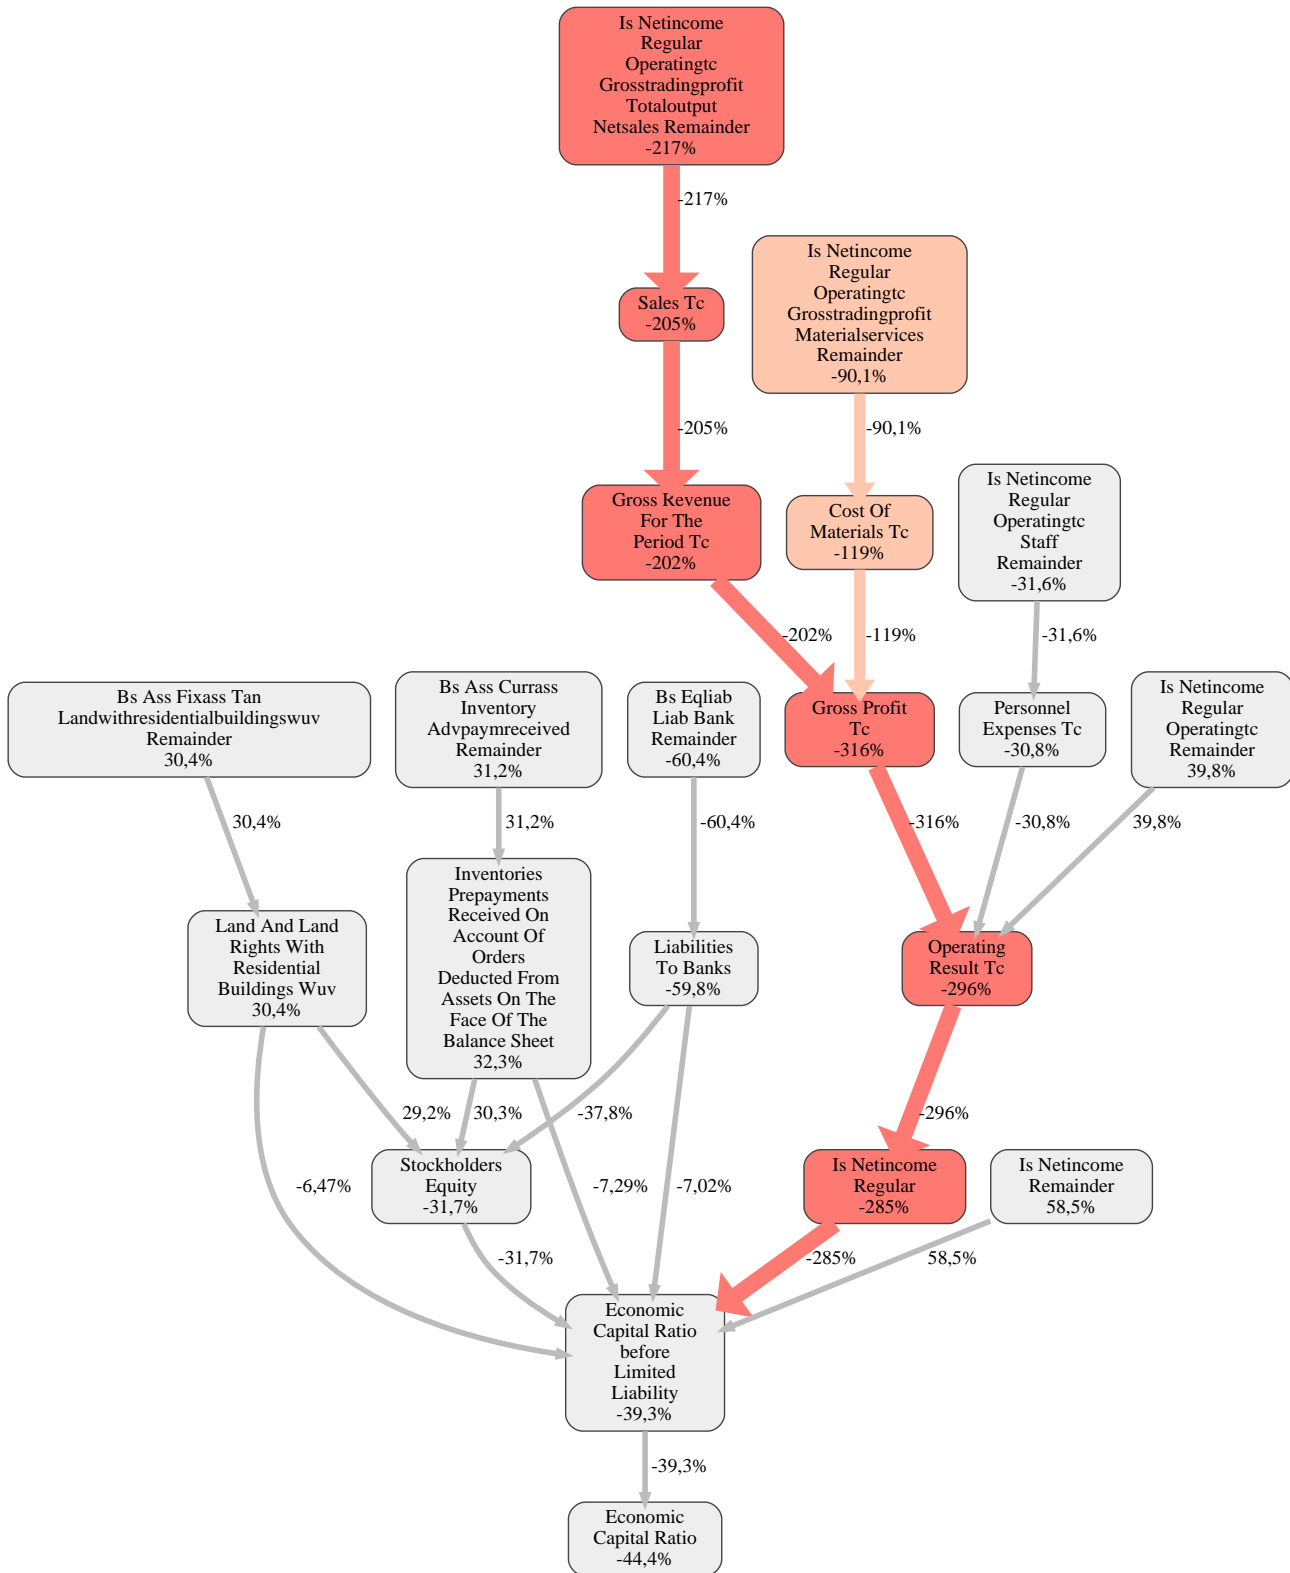 Is Netincome
Regular
Operatingtc
Grosstradingprofit
Totaloutput
Netsales Remainder
-217%
-217%
Is Netincome
Regular
Operatingtc
Grosstradingprofit
Materialservices
Remainder
-90,1%
Sales Tc
-205%
-205%
-90,1%
Is Netincome
Regular
Operatingtc
Staff
Remainder
-31,6%
Gross Revenue
For The
Period Tc
-202%
Cost Of
Materials Tc
-119%
-202%
-119%
-31,6%
Bs Ass Fixass Tan
Landwithresidentialbuildingswuv
Remainder
30,4%
Bs Ass Currass
Inventory
Advpaymreceived
Remainder
31,2%
Bs Eqliab
Liab Bank
Remainder
-60,4%
Gross Profit
Tc
-316%
Personnel
Expenses Tc
-30,8%
Is Netincome
Regular
Operatingtc
Remainder
39,8%
30,4%
31,2%
-60,4%
-316%
-30,8%
39,8%
Land And Land
Rights With
Residential
Buildings Wuv
30,4%
Inventories
Prepayments
Received On
Account Of
Orders
Deducted From
Assets On The
Face Of The
Balance Sheet
32,3%
Liabilities
To Banks
-59,8%
Operating
Result Tc
-296%
29,2%
30,3%
-37,8%
-296%
Stockholders
Equity
-31,7%
Is Netincome
Regular
-285%
Is Netincome
Remainder
58,5%
-6,47%
-7,29%
-7,02%
-31,7%
-285%
58,5%
Economic
Capital Ratio
before
Limited
Liability
-39,3%
-39,3%
Economic
Capital Ratio
-44,4%